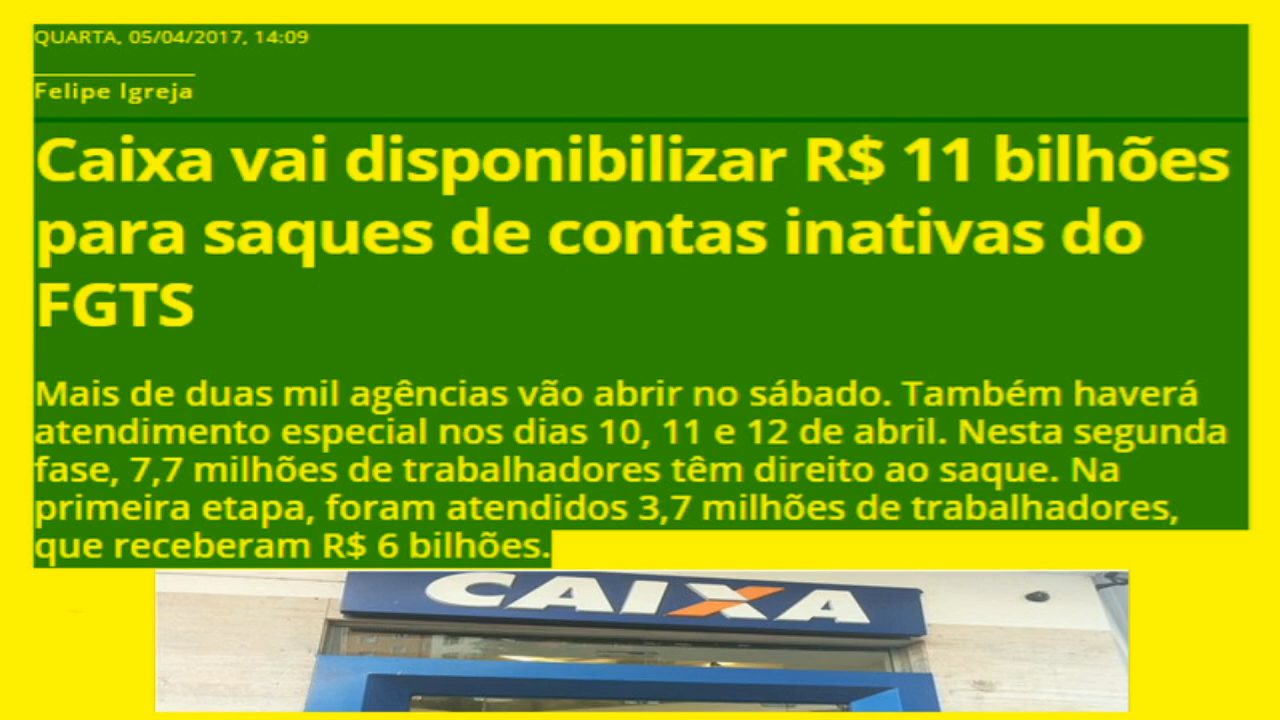 QUARTA, 05/04/2017, 14:09
Felipe Igreja
Caixa vai disponibilizar R$ 11 bilhões
para saques de contas inativas do
FGTS
Mais de duas mil agências vão abrir no sábado. Também haverá
atendimento especial nos dias 10, 11 e 12 de abril. Nesta segunda
fase, 7,7 milhões de trabalhadores têm direito ao saque. Na
primeira etapa, foram atendidos 3,7 milhões de trabalhadores,
que receberam R$ 6 bilhões.
CAIXA